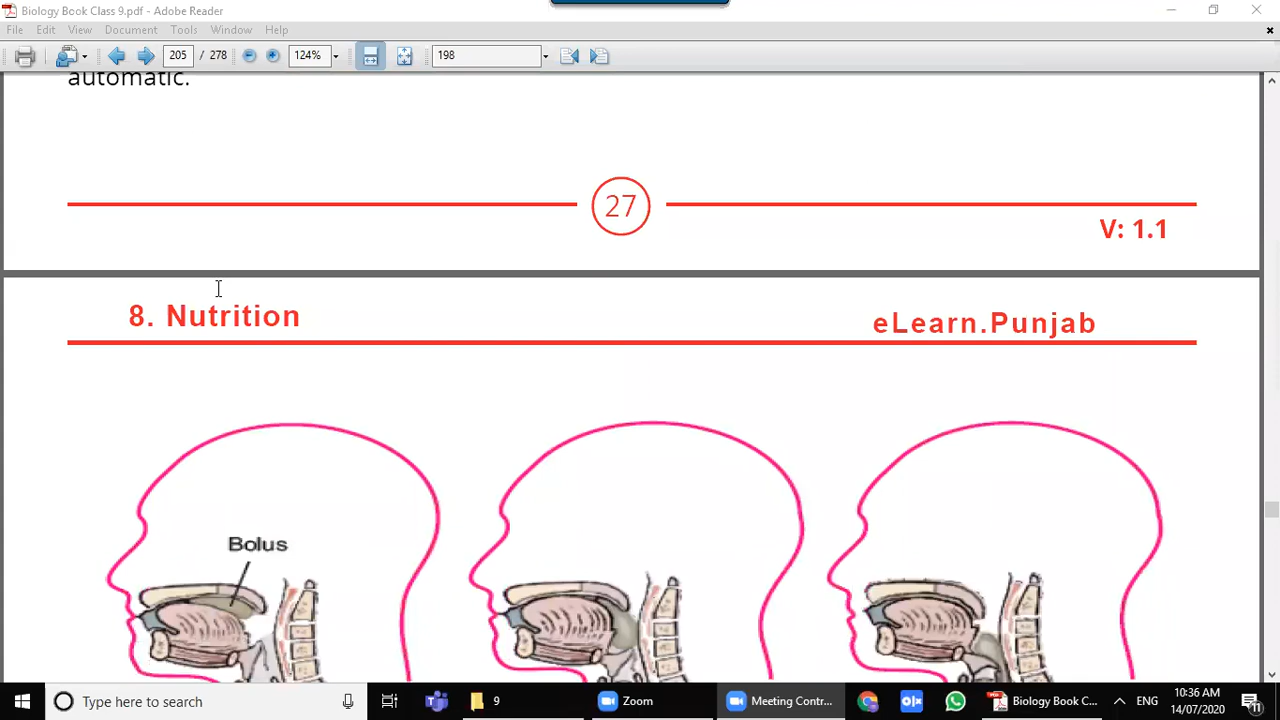 Biology Book Class 9.pdf - Adobe Reader
File Edit View Document Tools Window Help
205 / 278 124% 198
automatic.
27
V: 1.1
8. Nutrition
eLearn.Punjab
Bolus
Type here to search
9
Zoom
Meeting Contr...
Biology Book C...
ENG
10:36 AM
14/07/2020
11